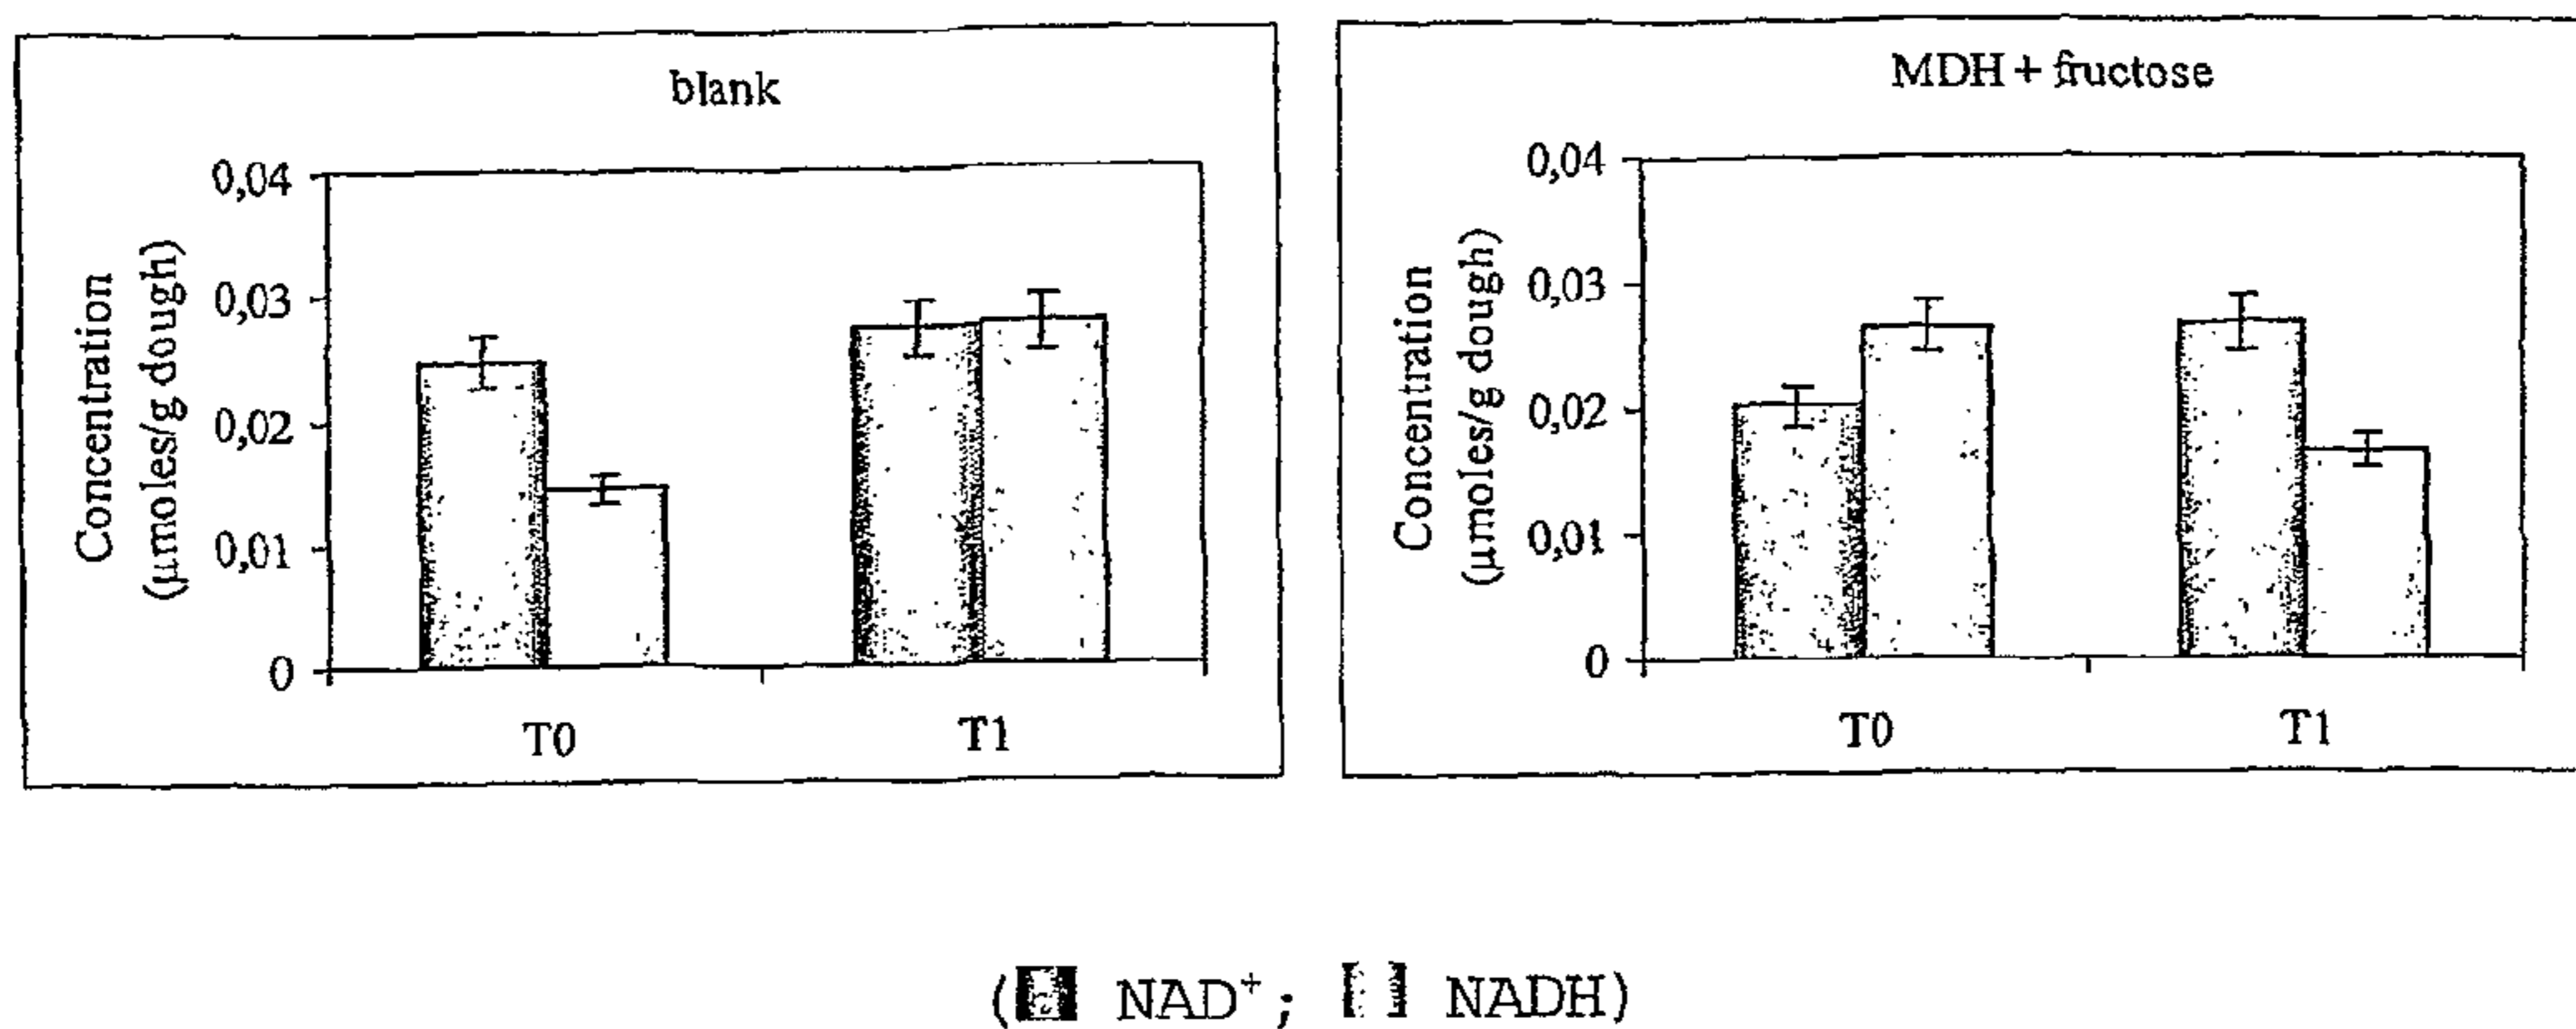 blank
0,04
0,03
0,02
0,01
0
Concentration
(µmoles/g dough)
T0
T1
MDH + fructose
0,04
0,03
0,02
0,01
0
Concentration
(µmoles/g dough)
T0
T1
( NAD⁺; NADH)